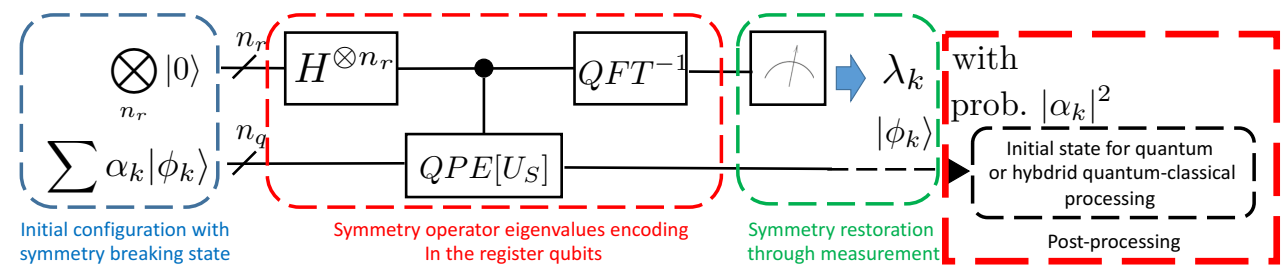 n_r
⨂ |0⟩
n_r
H^{⊗n_r}
QFT^{-1}
λ_k
with
prob. |α_k|^2
n_q
∑ α_k|ϕ_k⟩
QPE[U_S]
|ϕ_k⟩
Initial state for quantum
or hybdrid quantum-classical
processing
Initial configuration with
symmetry breaking state
Symmetry operator eigenvalues encoding
In the register qubits
Symmetry restoration
through measurement
Post-processing